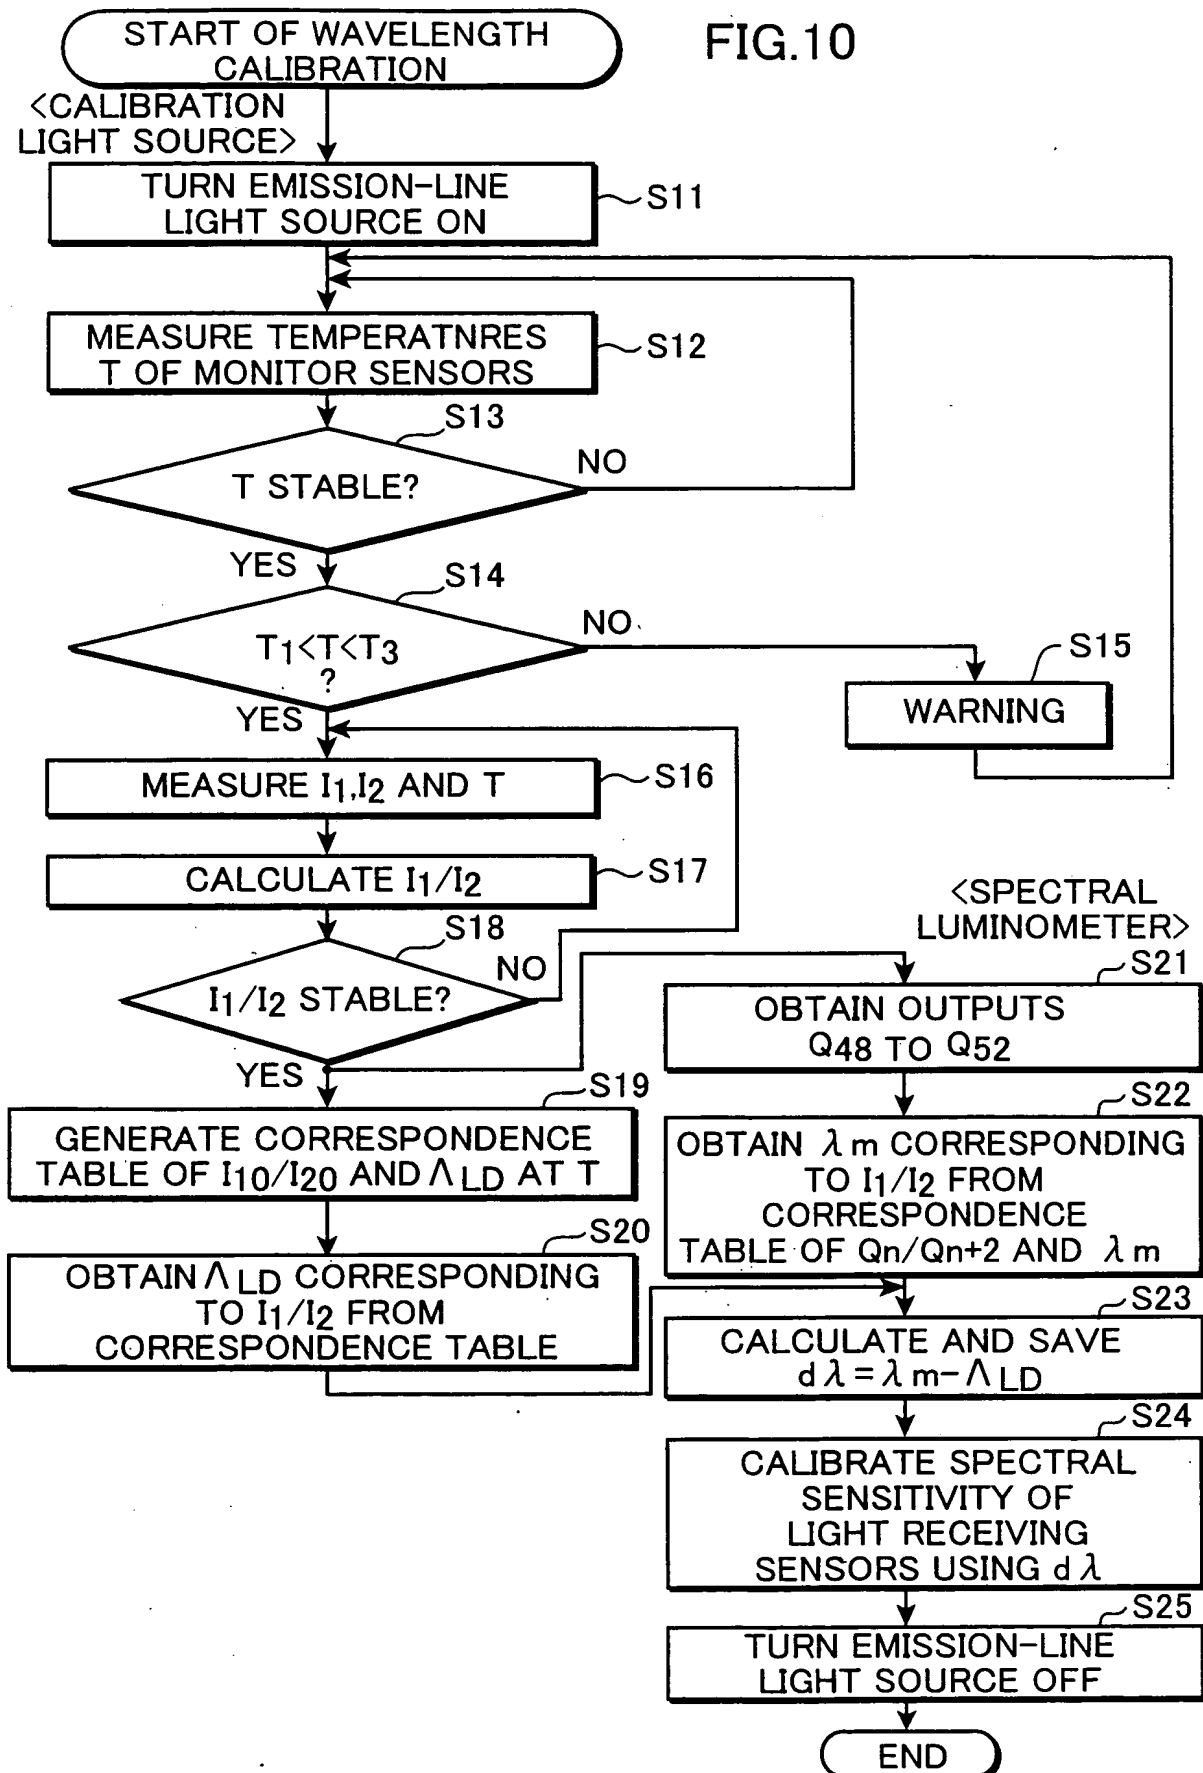 FIG.10
START OF WAVELENGTH
CALIBRATION
<CALIBRATION
LIGHT SOURCE>
TURN EMISSION-LINE
LIGHT SOURCE ON
S11
MEASURE TEMPERATNRES
T OF MONITOR SENSORS
S12
S13
T STABLE?
NO
YES
S14
T1<T<T3
?
NO
YES
S15
WARNING
MEASURE I1,I2 AND T
S16
CALCULATE I1/I2
S17
S18
I1/I2 STABLE?
NO
YES
S19
GENERATE CORRESPONDENCE
TABLE OF I10/I20 AND ΛLD AT T
S20
OBTAIN ΛLD CORRESPONDING
TO I1/I2 FROM
CORRESPONDENCE TABLE
<SPECTRAL
LUMINOMETER>
S21
OBTAIN OUTPUTS
Q48 TO Q52
S22
OBTAIN λm CORRESPONDING
TO I1/I2 FROM
CORRESPONDENCE
TABLE OF Qn/Qn+2 AND λm
S23
CALCULATE AND SAVE
dλ=λm-ΛLD
S24
CALIBRATE SPECTRAL
SENSITIVITY OF
LIGHT RECEIVING
SENSORS USING dλ
S25
TURN EMISSION-LINE
LIGHT SOURCE OFF
END